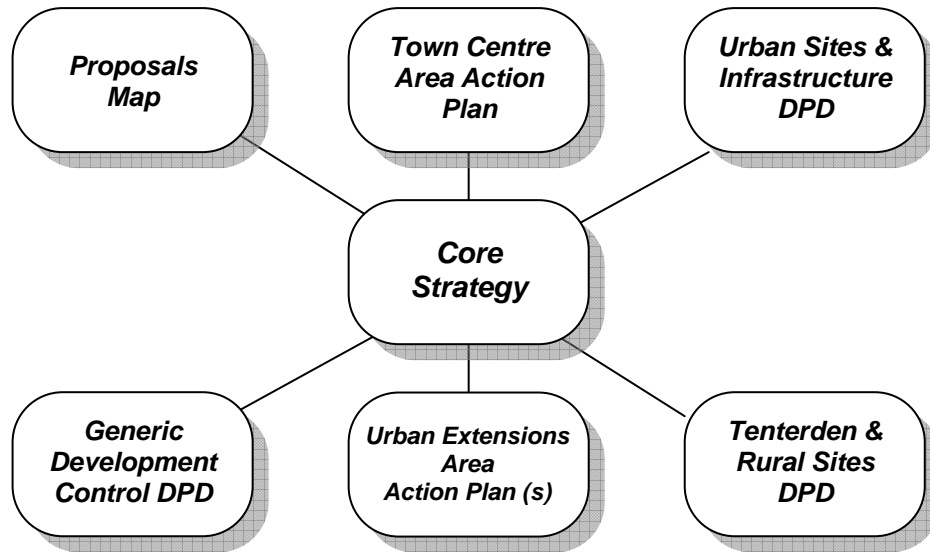 Proposals
Map
Town Centre
Area Action
Plan
Urban Sites &
Infrastructure
DPD
Core
Strategy
Generic
Development
Control DPD
Urban Extensions
Area
Action Plan (s)
Tenterden &
Rural Sites
DPD